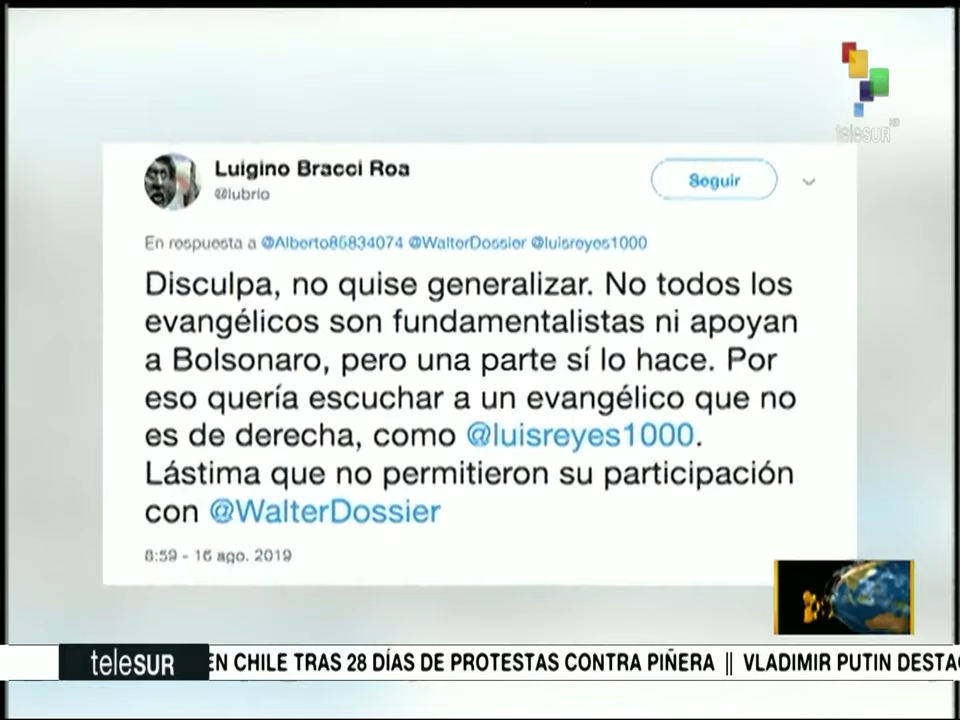 teleSUR HD
Luigino Bracci Roa
@lubrio
Seguir
En respuesta a @Alberto85834074 @WalterDossier @luisreyes1000
Disculpa, no quise generalizar. No todos los
evangélicos son fundamentalistas ni apoyan
a Bolsonaro, pero una parte sí lo hace. Por
eso quería escuchar a un evangélico que no
es de derecha, como @luisreyes1000.
Lástima que no permitieron su participación
con @WalterDossier
8:59 - 16 ago. 2019
teleSUR
EN CHILE TRAS 28 DÍAS DE PROTESTAS CONTRA PIÑERA || VLADIMIR PUTIN DESTAC